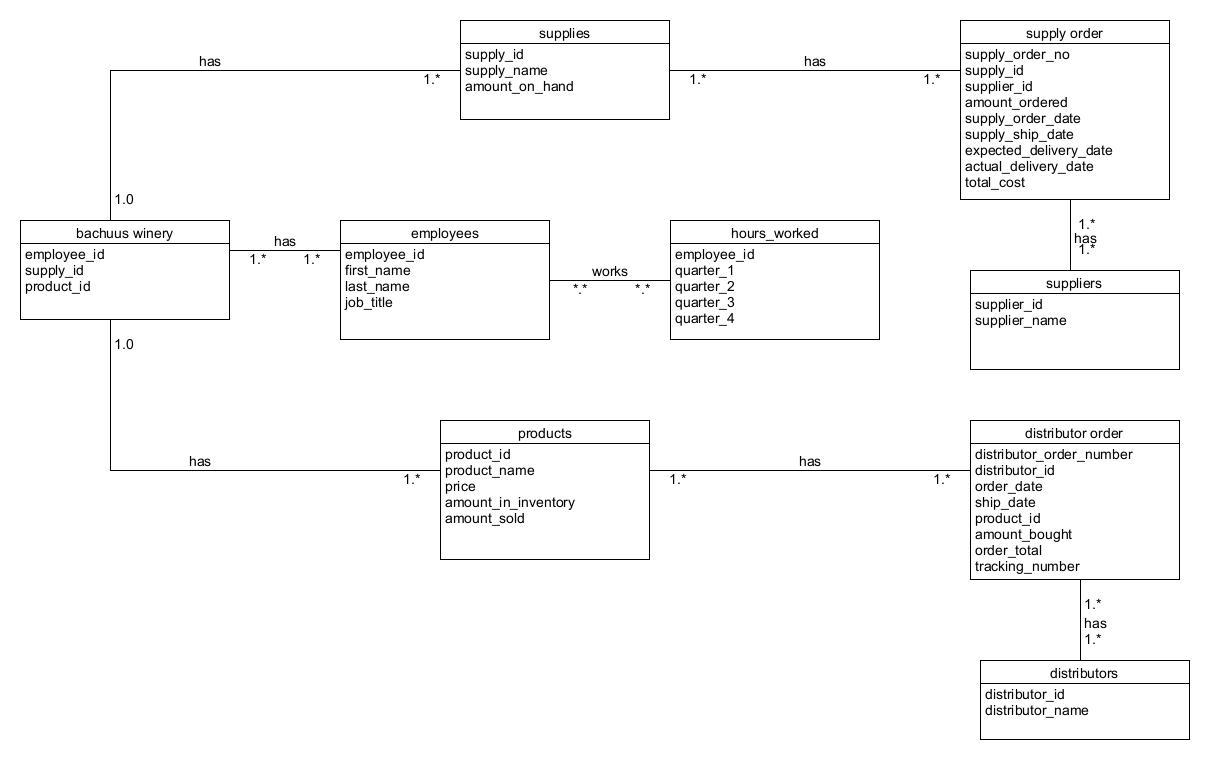 supplies
supply_id
supply_name
amount_on_hand
has
1.*
1.0
has
1.*
1.*
supply order
supply_order_no
supply_id
supplier_id
amount_ordered
supply_order_date
supply_ship_date
expected_delivery_date
actual_delivery_date
total_cost
bachuus winery
employee_id
supply_id
product_id
has
1.*
1.*
employees
employee_id
first_name
last_name
job_title
works
*.*
*.*
hours_worked
employee_id
quarter_1
quarter_2
quarter_3
quarter_4
1.*
has
1.*
suppliers
supplier_id
supplier_name
1.0
has
1.*
products
product_id
product_name
price
amount_in_inventory
amount_sold
has
1.*
1.*
distributor order
distributor_order_number
distributor_id
order_date
ship_date
product_id
amount_bought
order_total
tracking_number
1.*
has
1.*
distributors
distributor_id
distributor_name